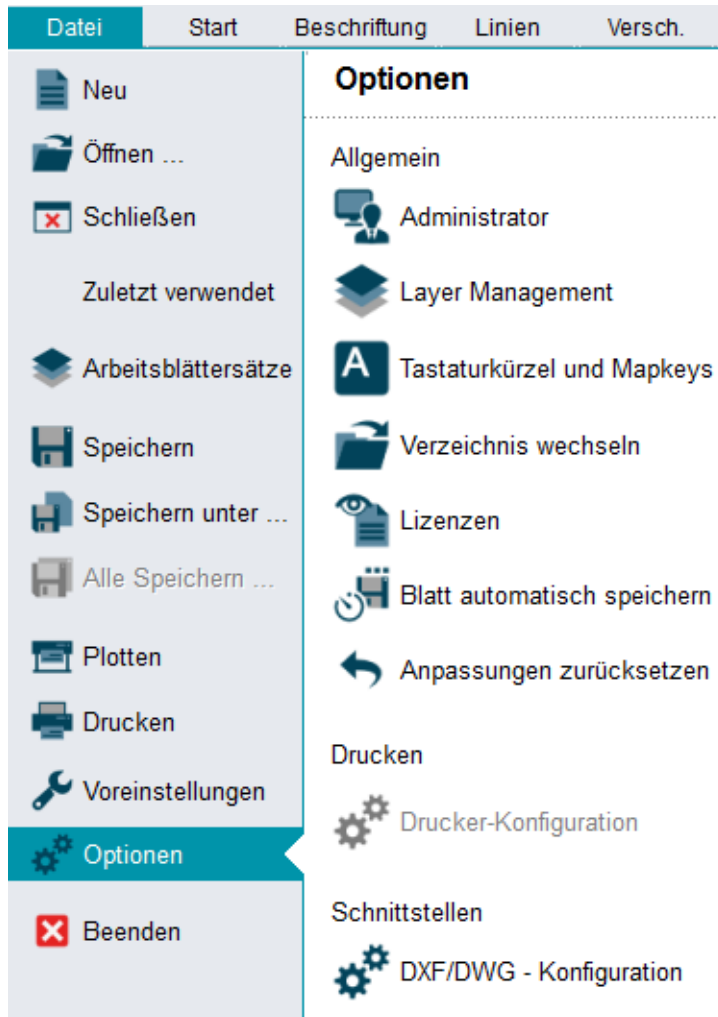 Datei Start Beschriftung Linien Versch.
Neu
Öffnen ...
Schließen
Zuletzt verwendet
Arbeitsblättersätze
Speichern
Speichern unter ...
Alle Speichern ...
Plotten
Drucken
Voreinstellungen
Optionen
Beenden
Optionen
Allgemein
Administrator
Layer Management
A Tastaturkürzel und Mapkeys
Verzeichnis wechseln
Lizenzen
Blatt automatisch speichern
Anpassungen zurücksetzen
Drucken
Drucker-Konfiguration
Schnittstellen
DXF/DWG - Konfiguration